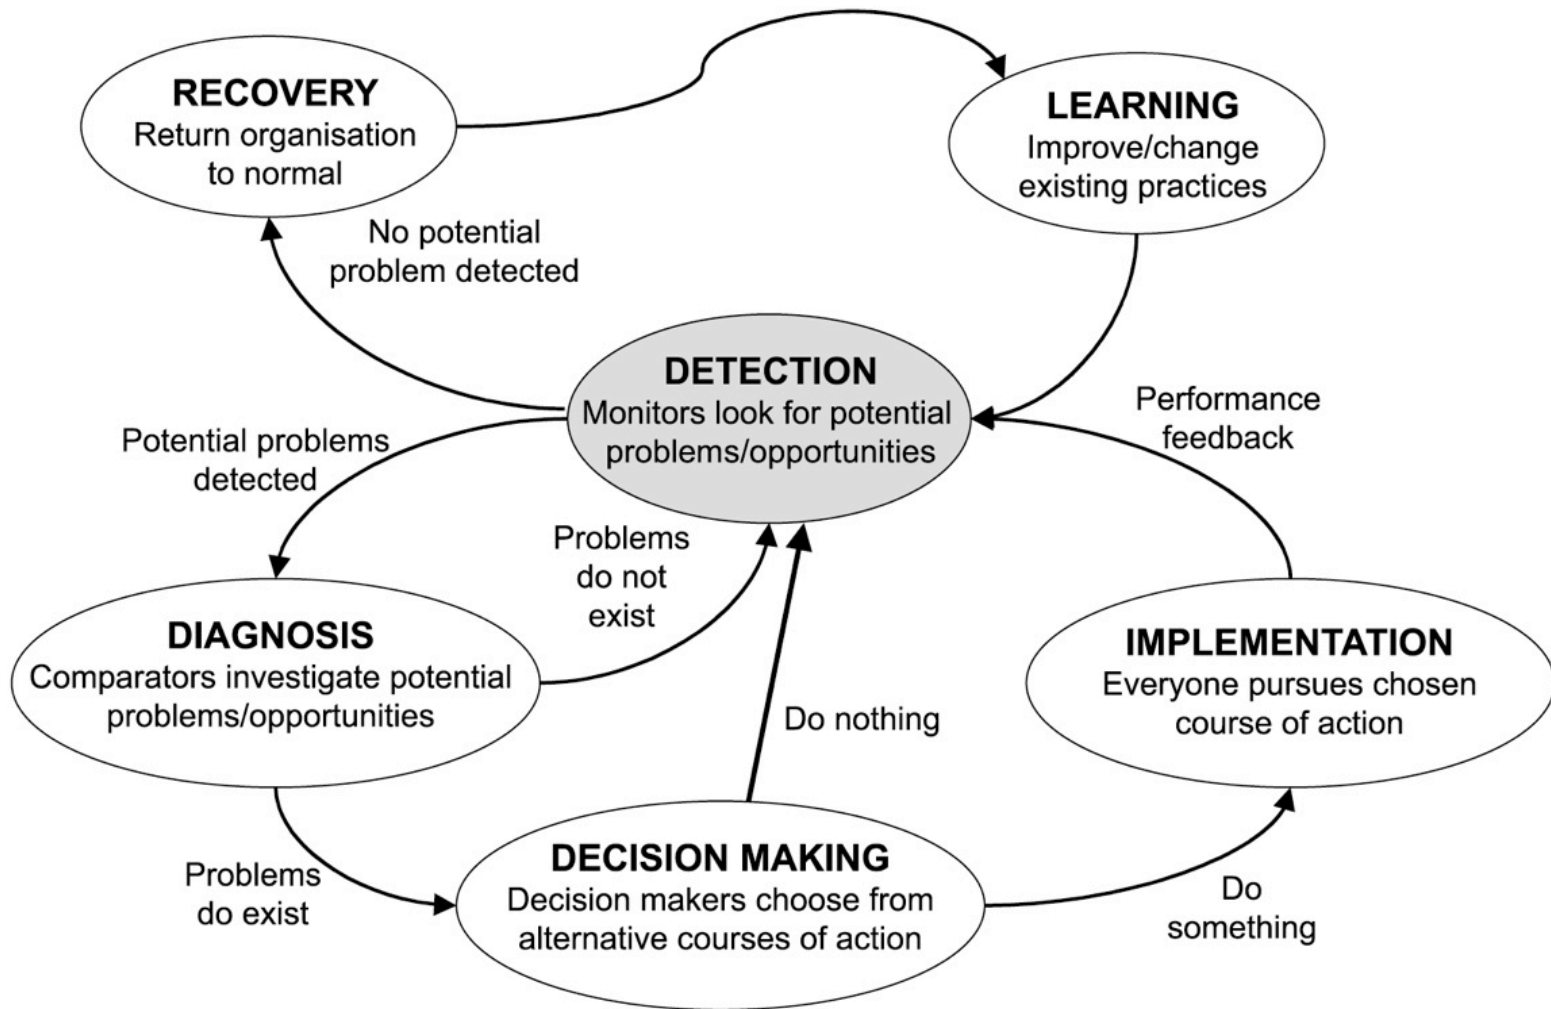 RECOVERY
Return organisation
to normal
LEARNING
Improve/change
existing practices
No potential
problem detected
DETECTION
Monitors look for potential
problems/opportunities
Performance
feedback
Potential problems
detected
Problems
do not
exist
DIAGNOSIS
Comparators investigate potential
problems/opportunities
IMPLEMENTATION
Everyone pursues chosen
course of action
Do nothing
Problems
do exist
DECISION MAKING
Decision makers choose from
alternative courses of action
Do
something